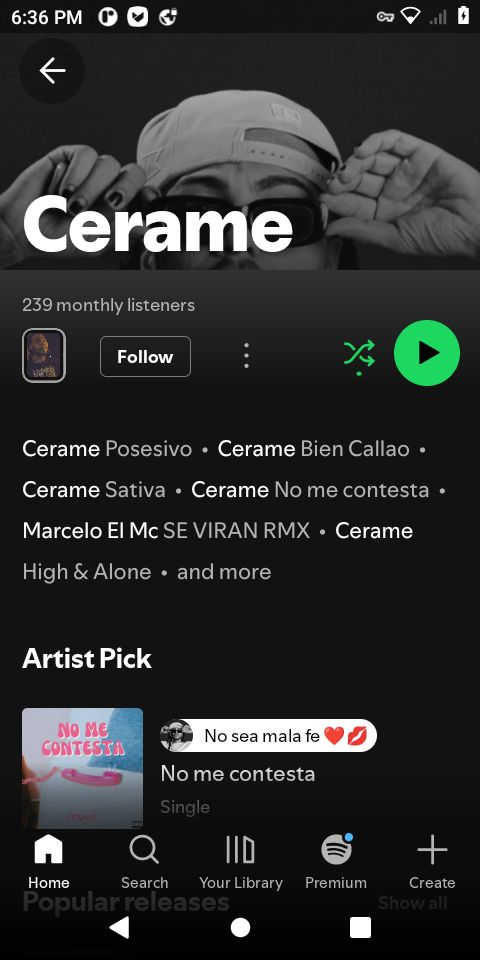 6:36 PM
Cerame
239 monthly listeners
Follow
Cerame Posesivo • Cerame Bien Callao •
Cerame Sativa • Cerame No me contesta •
Marcelo El Mc SE VIRAN RMX • Cerame
High & Alone • and more
Artist Pick
NO ME
CONTESTA
CERAME
No sea mala fe ❤️💋
No me contesta
Single
Popular releases
Show all
Home
Search
Your Library
Premium
Create